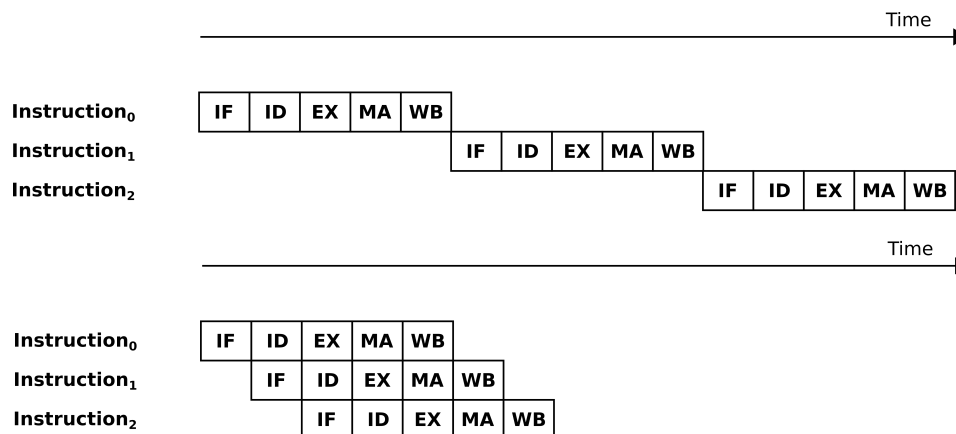 Time
Instruction₀ IF ID EX MA WB
Instruction₁ IF ID EX MA WB
Instruction₂ IF ID EX MA WB
Time
Instruction₀ IF ID EX MA WB
Instruction₁ IF ID EX MA WB
Instruction₂ IF ID EX MA WB